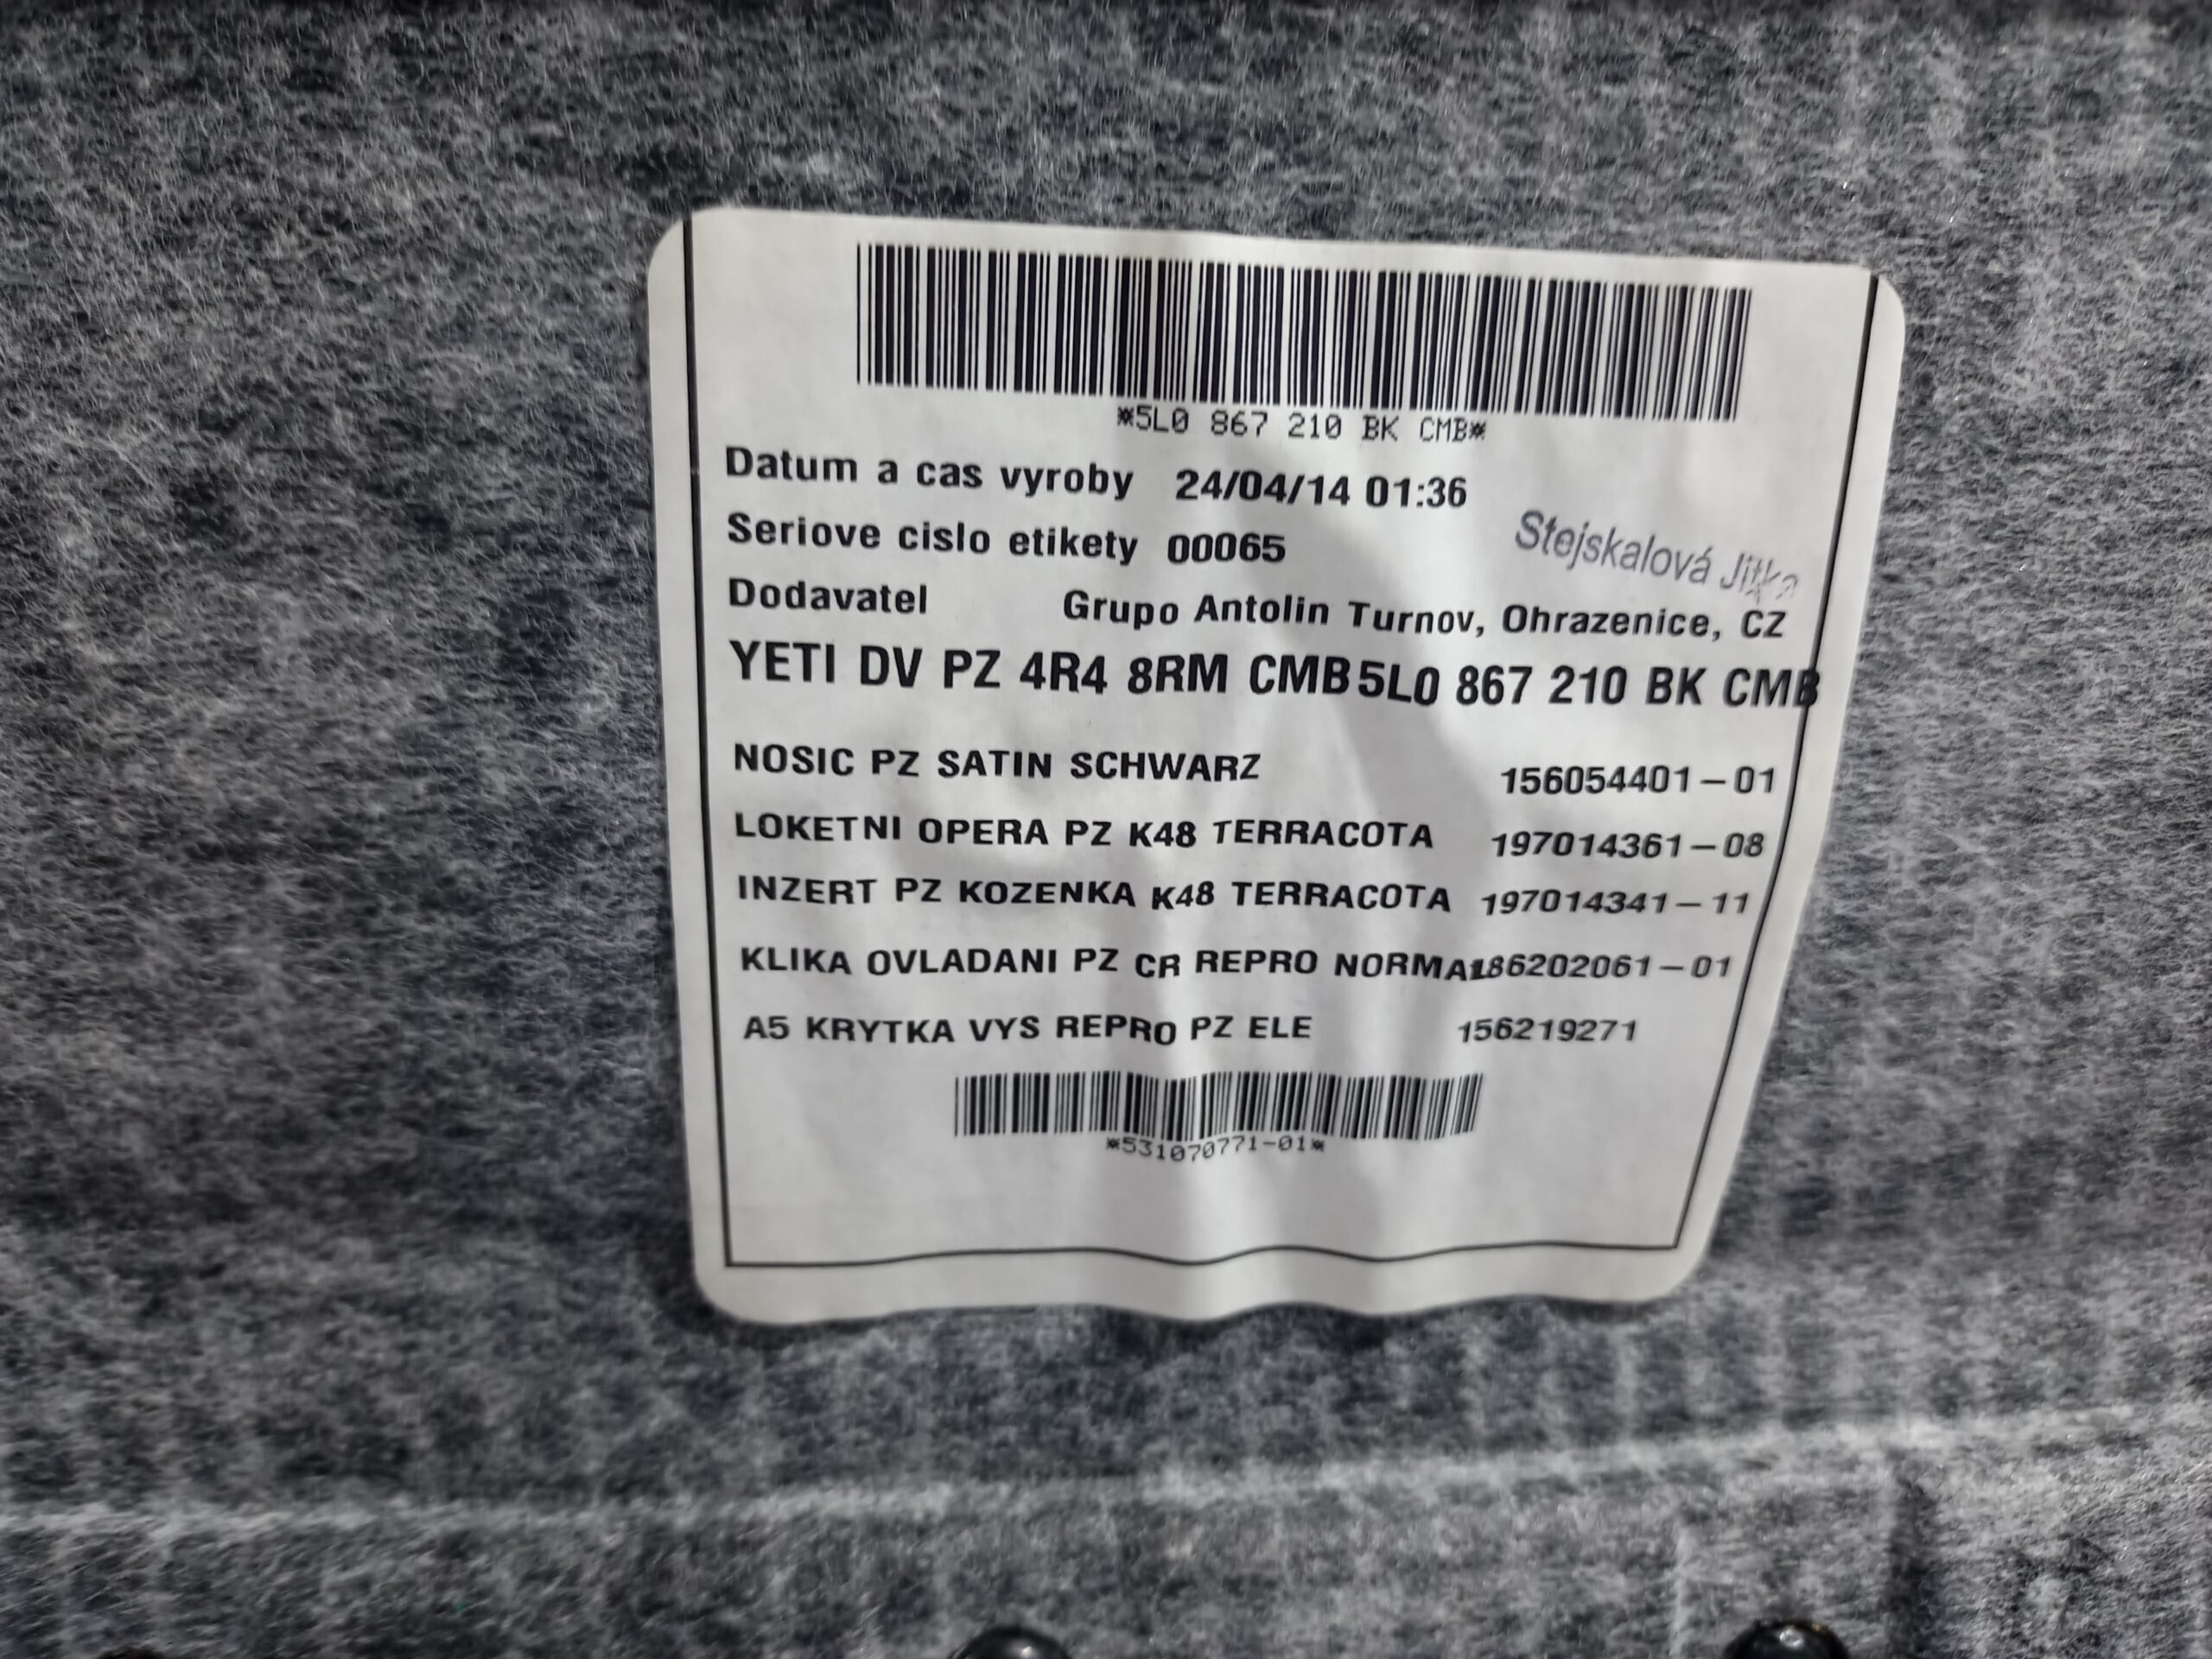 *5L0 867 210 BK CMB*
Datum a cas vyroby 24/04/14 01:36
Seriove cislo etikety 00065
Stejskalová Jitka
Dodavatel Grupo Antolin Turnov, Ohrazenice, CZ
YETI DV PZ 4R4 8RM CMB 5L0 867 210 BK CMB
NOSIC PZ SATIN SCHWARZ 156054401-01
LOKETNI OPERA PZ K48 TERRACOTA 197014361-08
INZERT PZ KOZENKA K48 TERRACOTA 197014341-11
KLIKA OVLADANI PZ CR REPRO NORMAL 186202061-01
A5 KRYTKA VYS REPRO PZ ELE 156219271
*531070771-01*